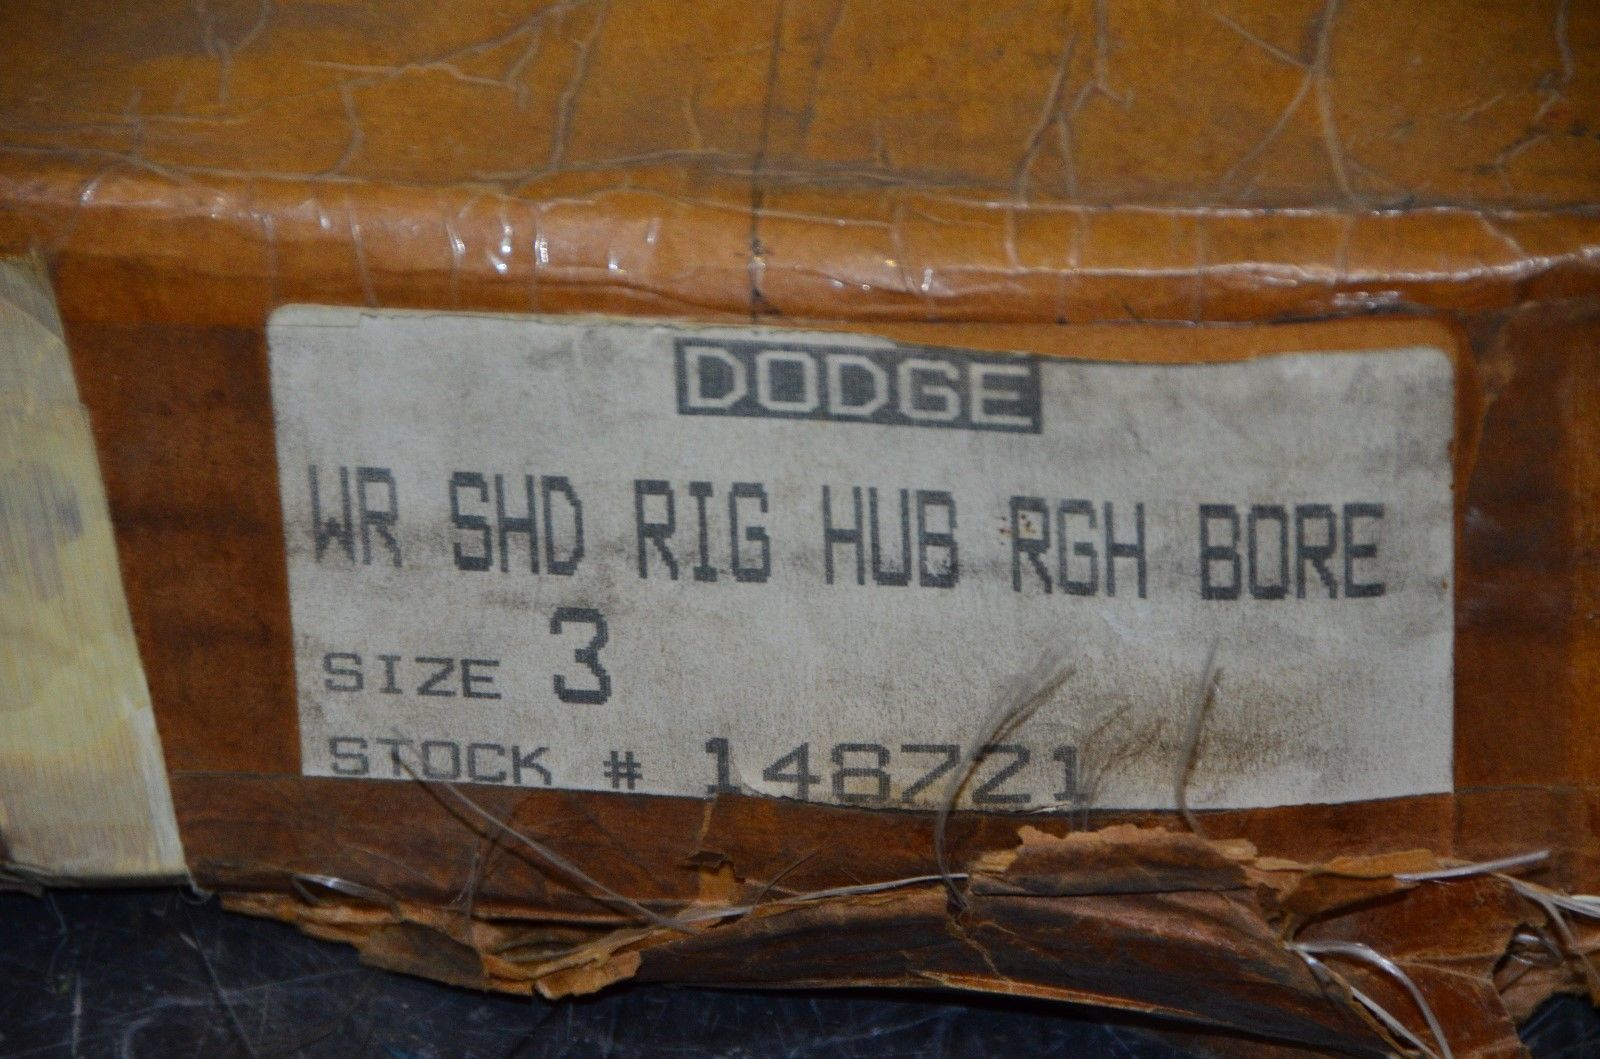 DODGE
WR SHD RIG HUB RGH BORE
SIZE 3
STOCK # 148721